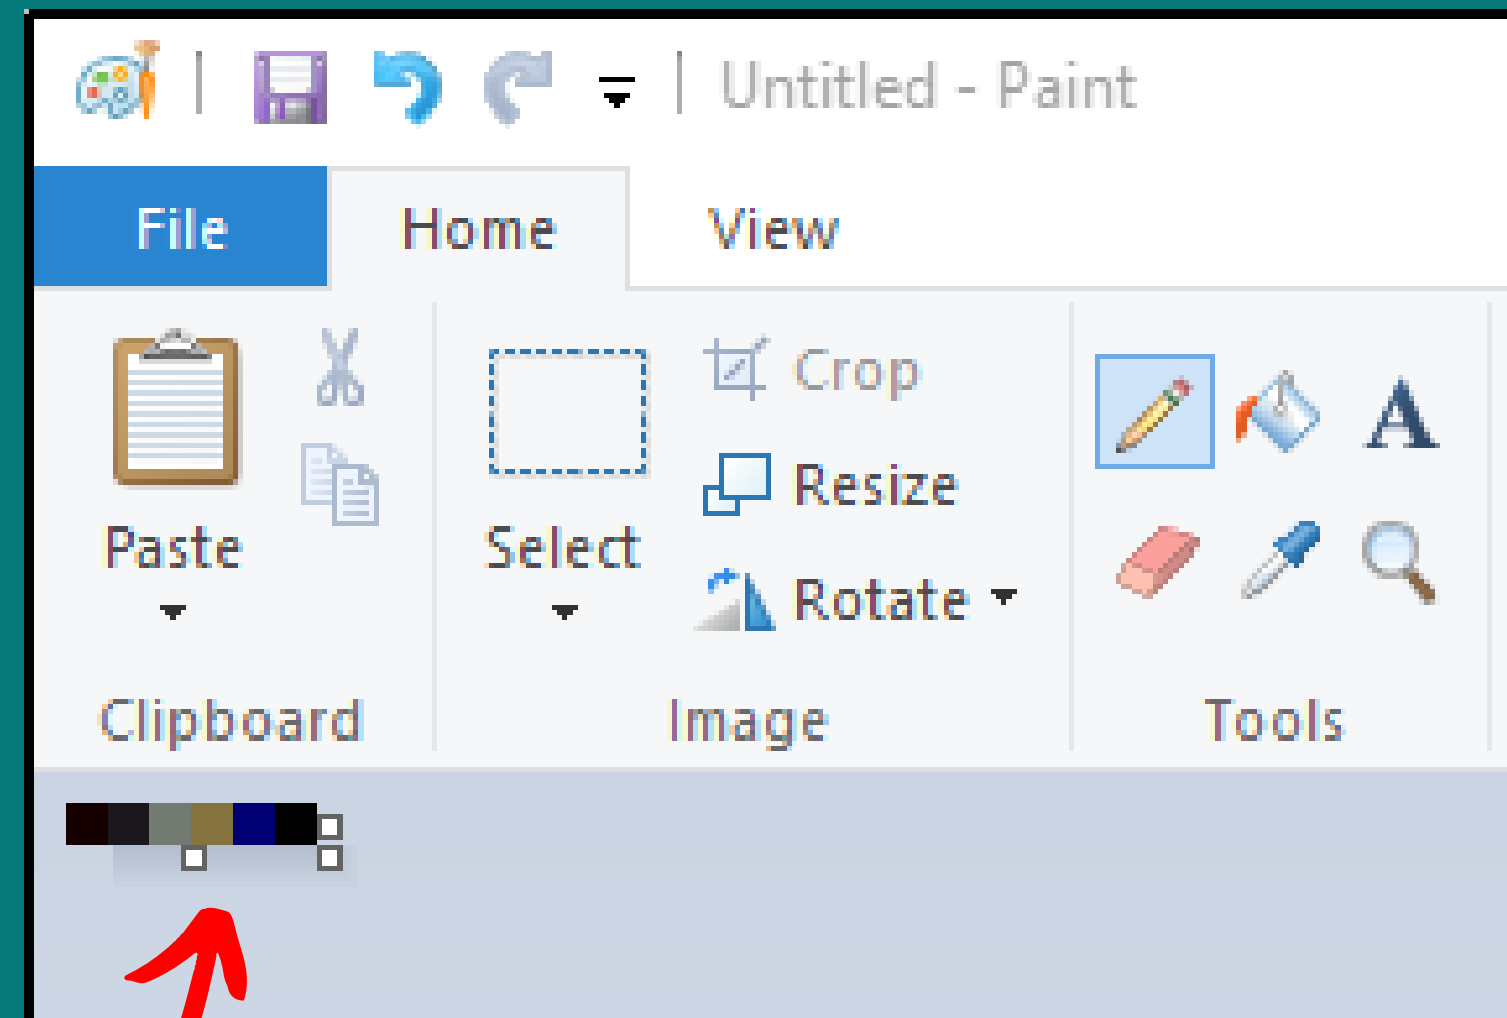 Untitled - Paint
File Home View
Paste
Clipboard
Select
Crop
Resize
Rotate
Image
A
Tools